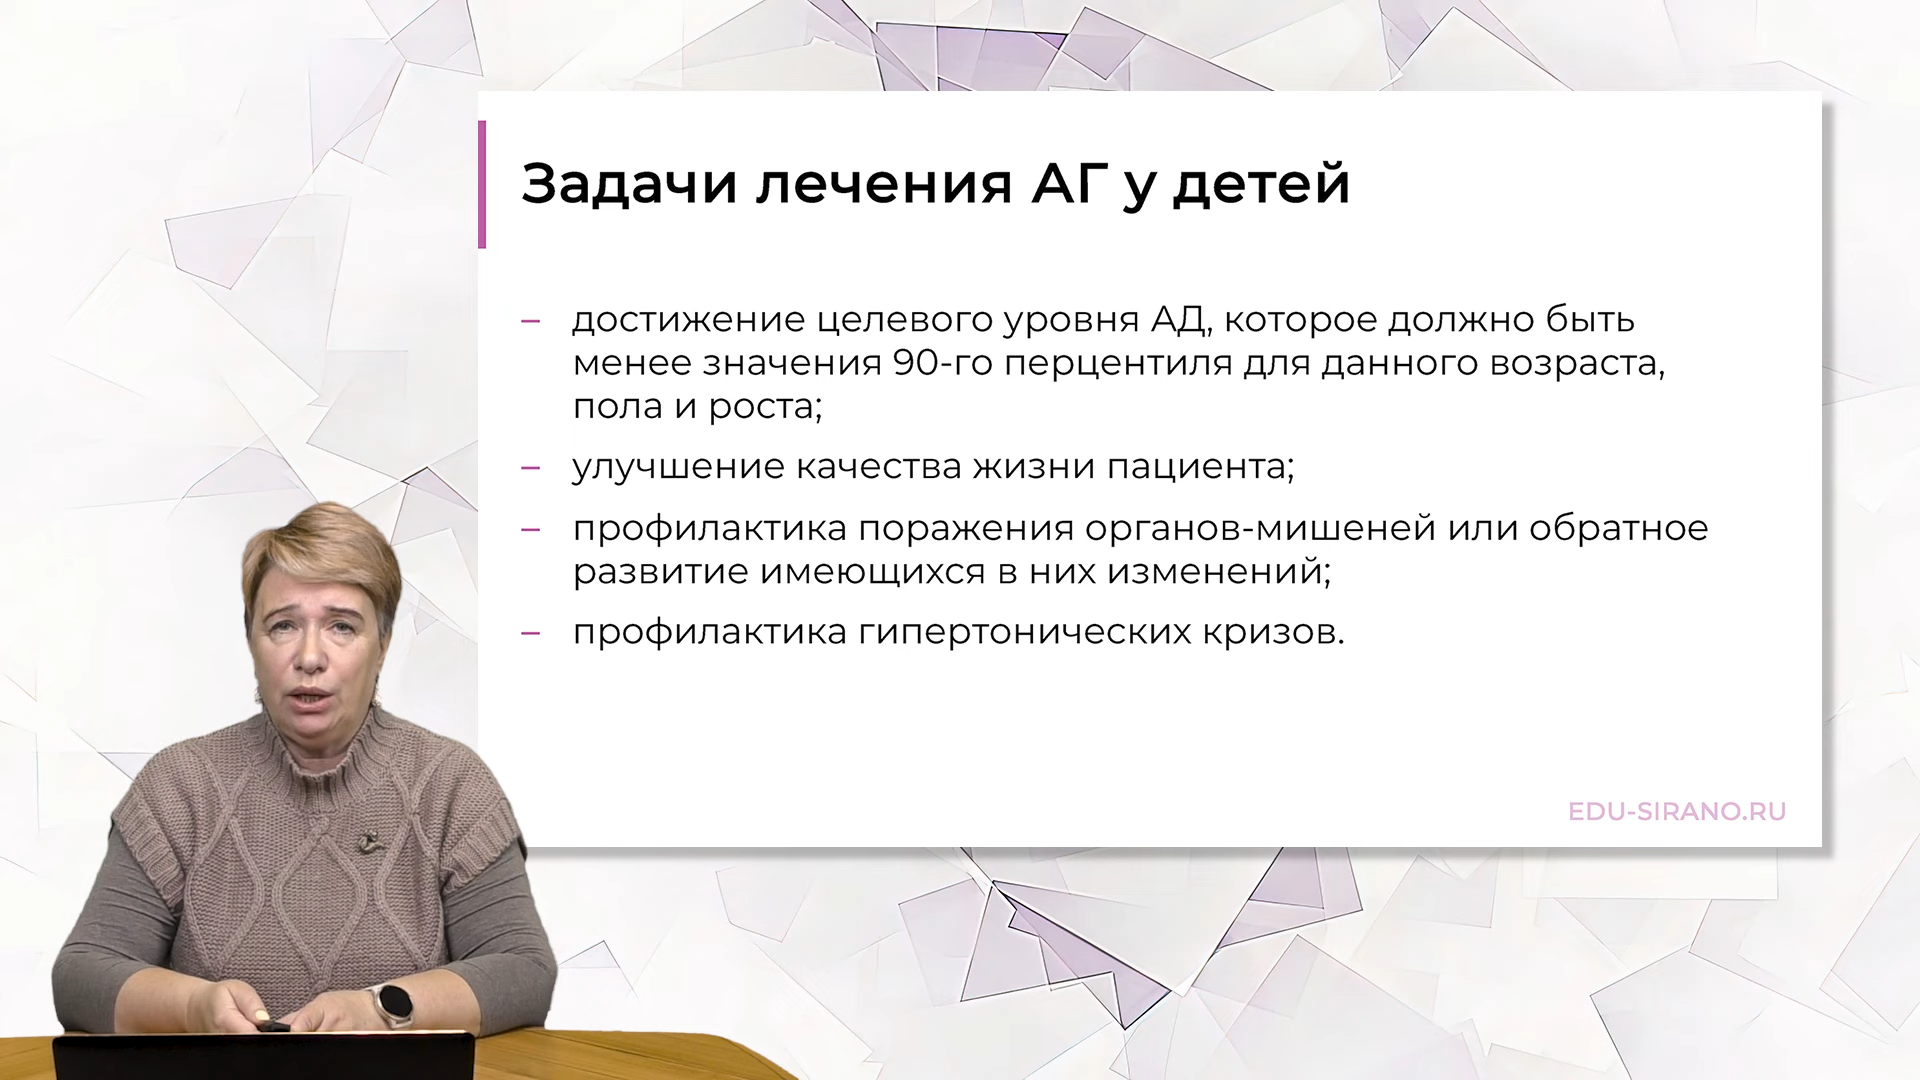 Задачи лечения АГ у детей
– достижение целевого уровня АД, которое должно быть
менее значения 90-го перцентиля для данного возраста,
пола и роста;
– улучшение качества жизни пациента;
– профилактика поражения органов-мишеней или обратное
развитие имеющихся в них изменений;
– профилактика гипертонических кризов.
EDU-SIRANO.RU